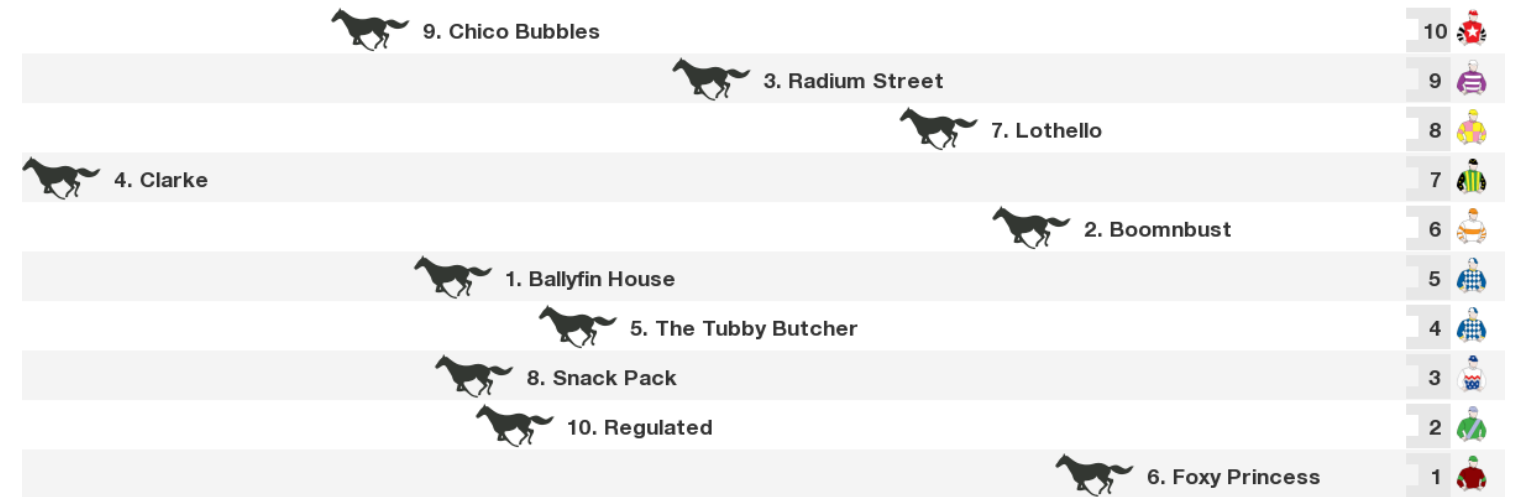 9. Chico Bubbles 10
3. Radium Street 9
7. Lothello 8
4. Clarke 7
2. Boomnbust 6
1. Ballyfin House 5
5. The Tubby Butcher 4
8. Snack Pack 3
10. Regulated 2
6. Foxy Princess 1